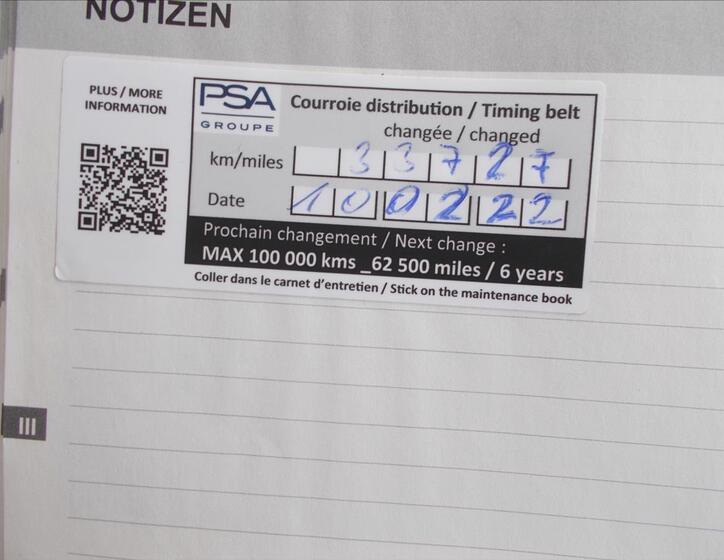 NOTIZEN
PLUS / MORE
INFORMATION
PSA
GROUPE
Courroie distribution / Timing belt
changée / changed
km/miles 33727
Date 100222
Prochain changement / Next change :
MAX 100 000 kms _62 500 miles / 6 years
Coller dans le carnet d'entretien / Stick on the maintenance book
III